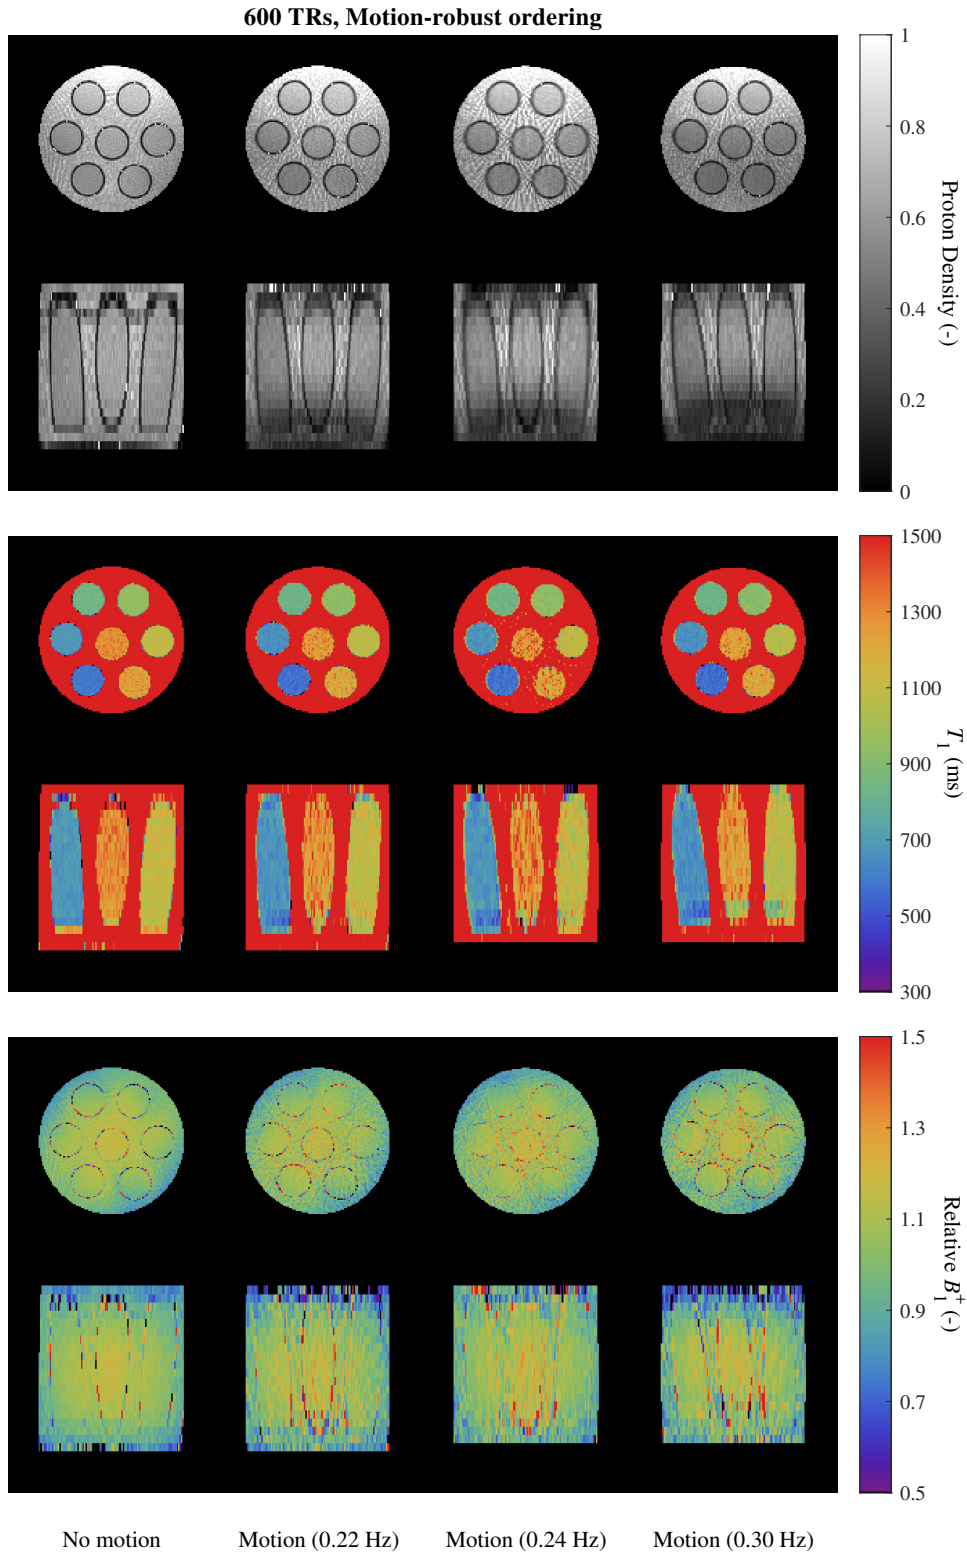 600 TRs, Motion-robust ordering
1
0.8
0.6
0.4
0.2
0
Proton Density (-)
1500
1300
1100
900
700
500
300
T1 (ms)
1.5
1.3
1.1
0.9
0.7
0.5
Relative B1+ (-)
No motion
Motion (0.22 Hz)
Motion (0.24 Hz)
Motion (0.30 Hz)